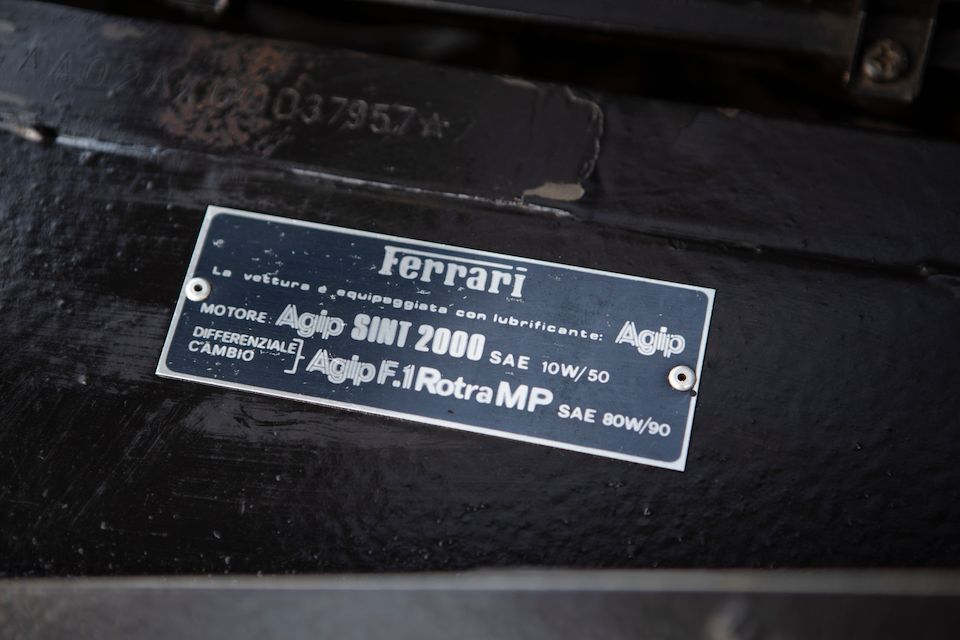 037957☆
Ferrari
La vettura é equipaggiata con lubrificante: Agip
MOTORE: Agip SINT 2000 SAE 10W/50
DIFFERENZIALE
CAMBIO } Agip F.1 Rotra MP SAE 80W/90